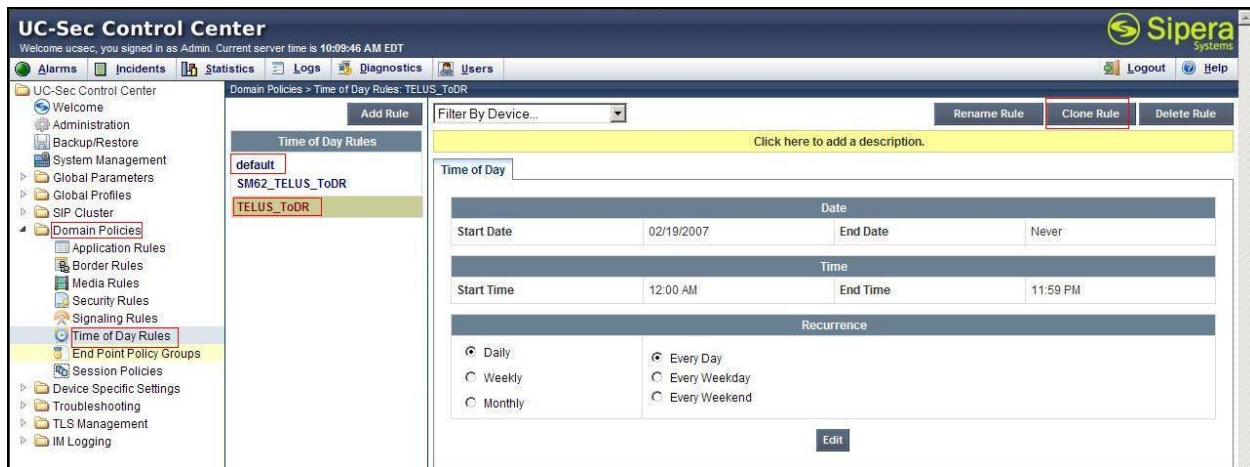 UC-Sec Control Center
Welcome ucsec, you signed in as Admin. Current server time is 10:09:46 AM EDT
Sipera
Systems
Alarms Incidents Statistics Logs Diagnostics Users Logout Help
UC-Sec Control Center
Welcome
Administration
Backup/Restore
System Management
Global Parameters
Global Profiles
SIP Cluster
Domain Policies
Application Rules
Border Rules
Media Rules
Security Rules
Signaling Rules
Time of Day Rules
End Point Policy Groups
Session Policies
Device Specific Settings
Troubleshooting
TLS Management
IM Logging
Domain Policies > Time of Day Rules: TELUS_ToDR
Add Rule
Time of Day Rules
default
SM62_TELUS_ToDR
TELUS_ToDR
Filter By Device... Rename Rule Clone Rule Delete Rule
Click here to add a description.
Time of Day
Date
Start Date 02/19/2007 End Date Never
Time
Start Time 12:00 AM End Time 11:59 PM
Recurrence
Daily
Weekly
Monthly
Every Day
Every Weekday
Every Weekend
Edit